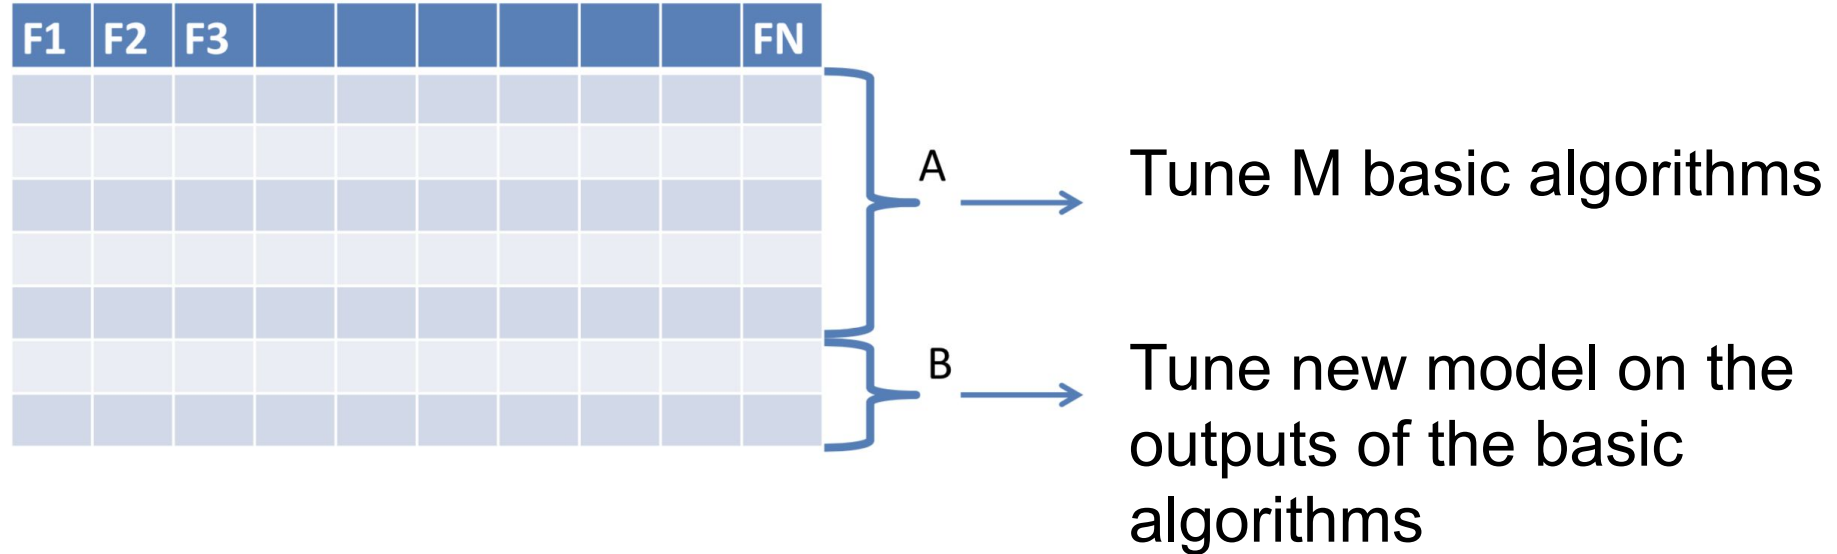 F1 F2 F3 FN
A
Tune M basic algorithms
B
Tune new model on the
outputs of the basic
algorithms